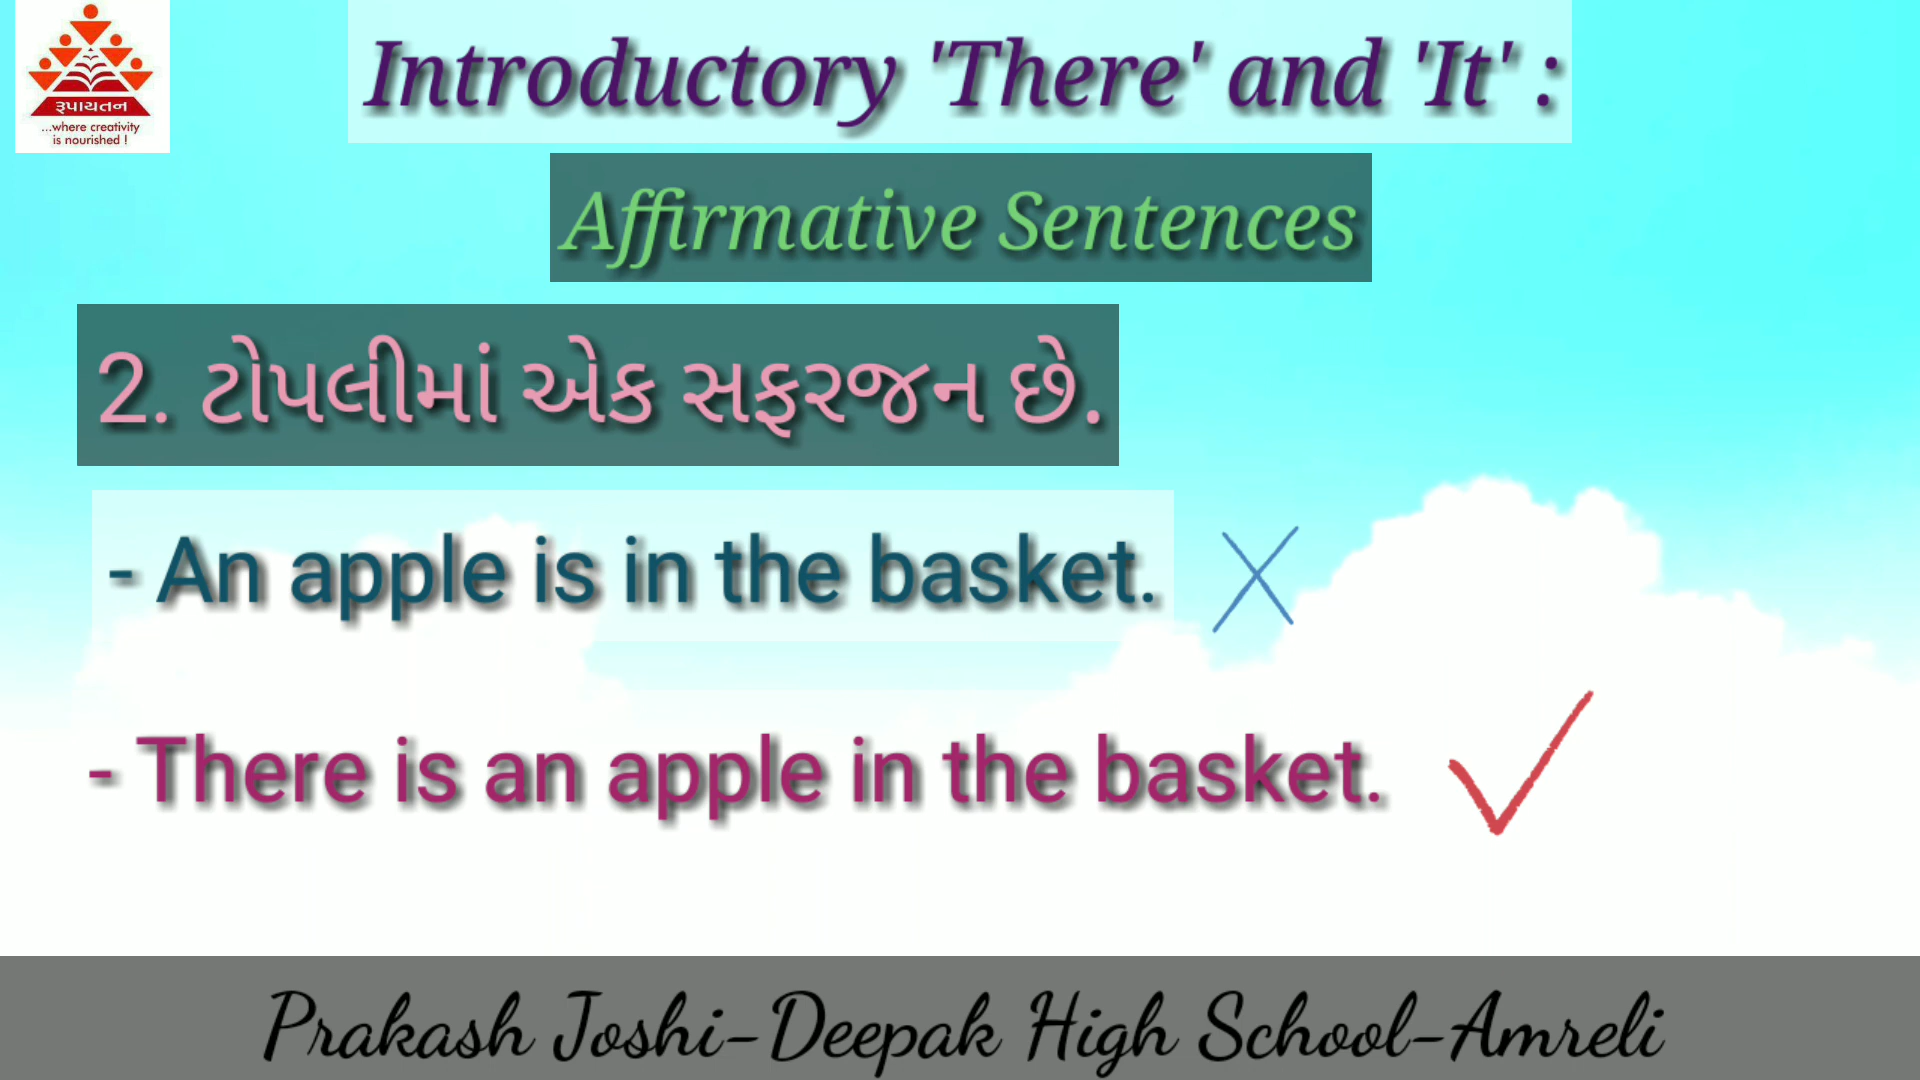 રૂપાયતન
...where creativity
is nourished !
Introductory 'There' and 'It' :
Affirmative Sentences
2. ટોપલીમાં એક સફરજન છે.
- An apple is in the basket.
- There is an apple in the basket.
Prakash Joshi-Deepak High School-Amreli